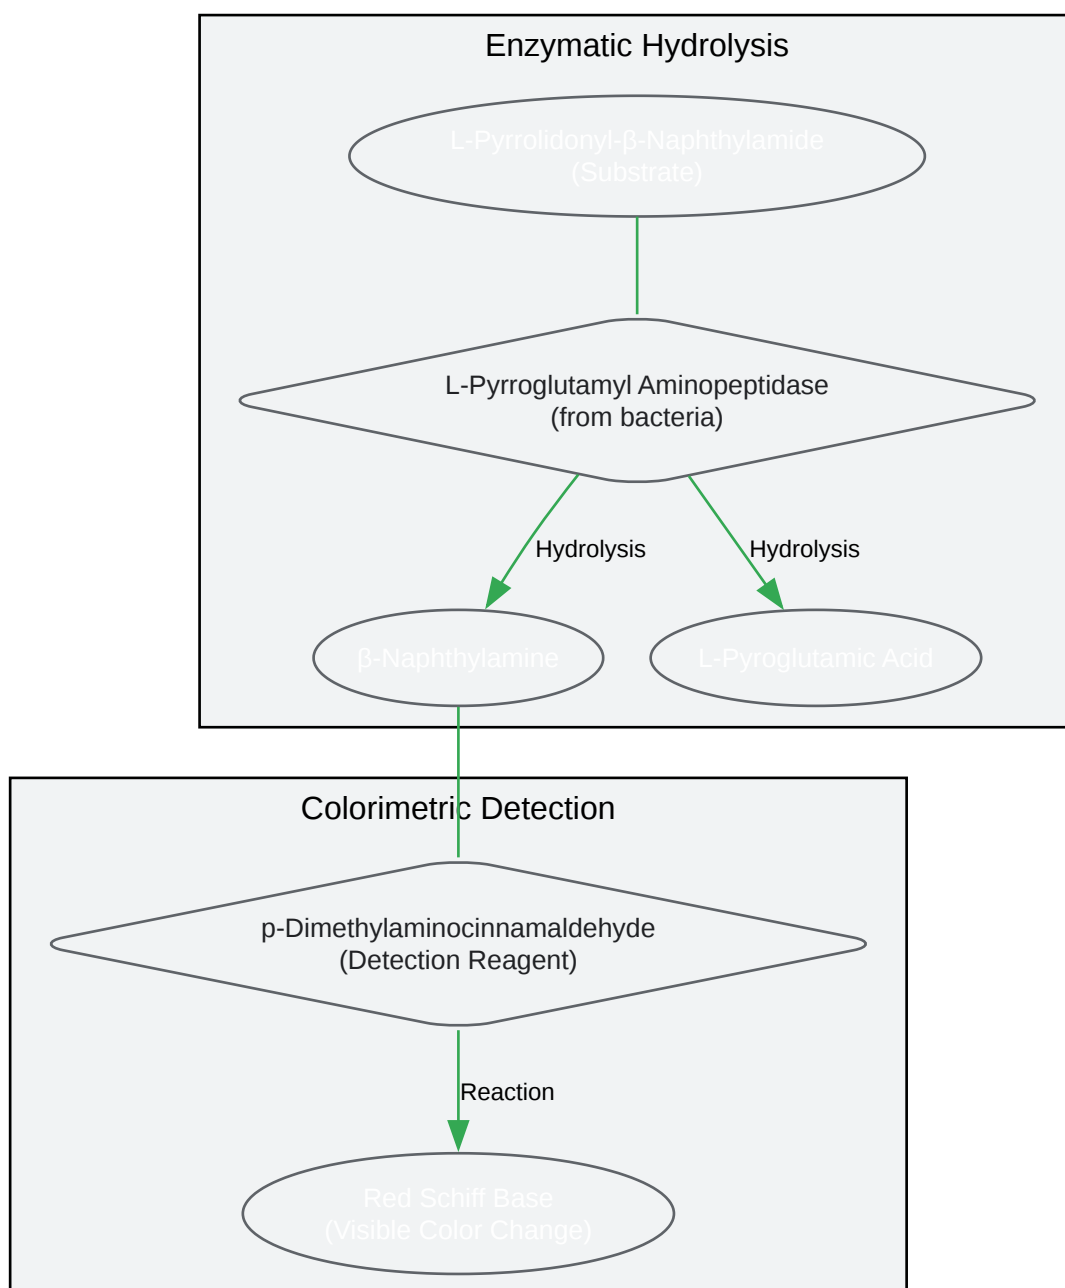 Enzymatic Hydrolysis
L-Pyrrolidonyl-β-Naphthylamide
(Substrate)
L-Pyrroglutamyl Aminopeptidase
(from bacteria)
Hydrolysis
Hydrolysis
β-Naphthylamine
L-Pyroglutamic Acid
Colorimetric Detection
p-Dimethylaminocinnamaldehyde
(Detection Reagent)
Reaction
Red Schiff Base
(Visible Color Change)